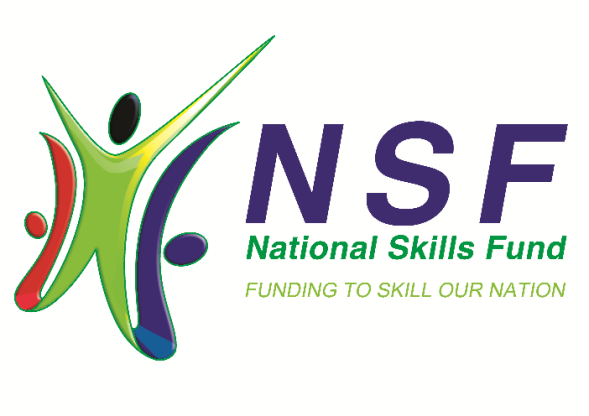 NSF
National Skills Fund
FUNDING TO SKILL OUR NATION